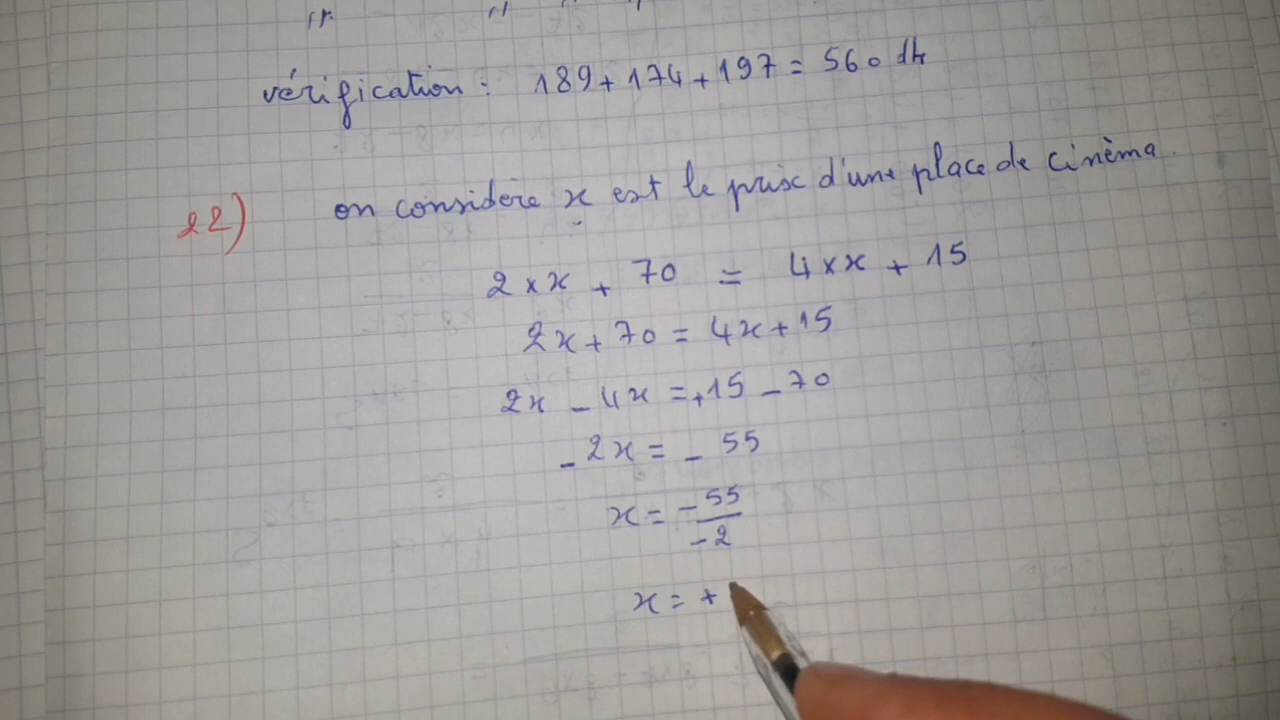 vérification : 189 + 174 + 197 = 560 dh
22) on considère x est le prix d'une place de cinèma.
2 × x + 70 = 4 × x + 15
2x + 70 = 4x + 15
2x - 4x = +15 - 70
-2x = - 55
x = -55/-2
x = +